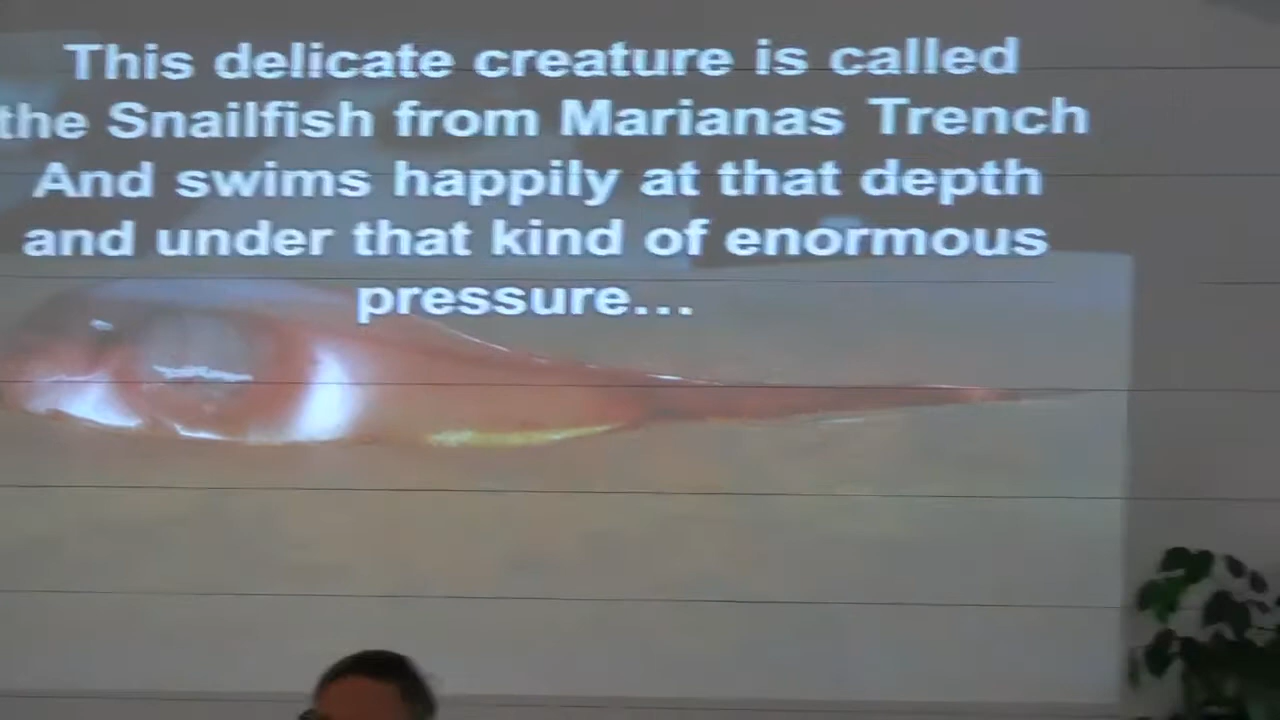 This delicate creature is called
the Snailfish from Marianas Trench
And swims happily at that depth
and under that kind of enormous
pressure...